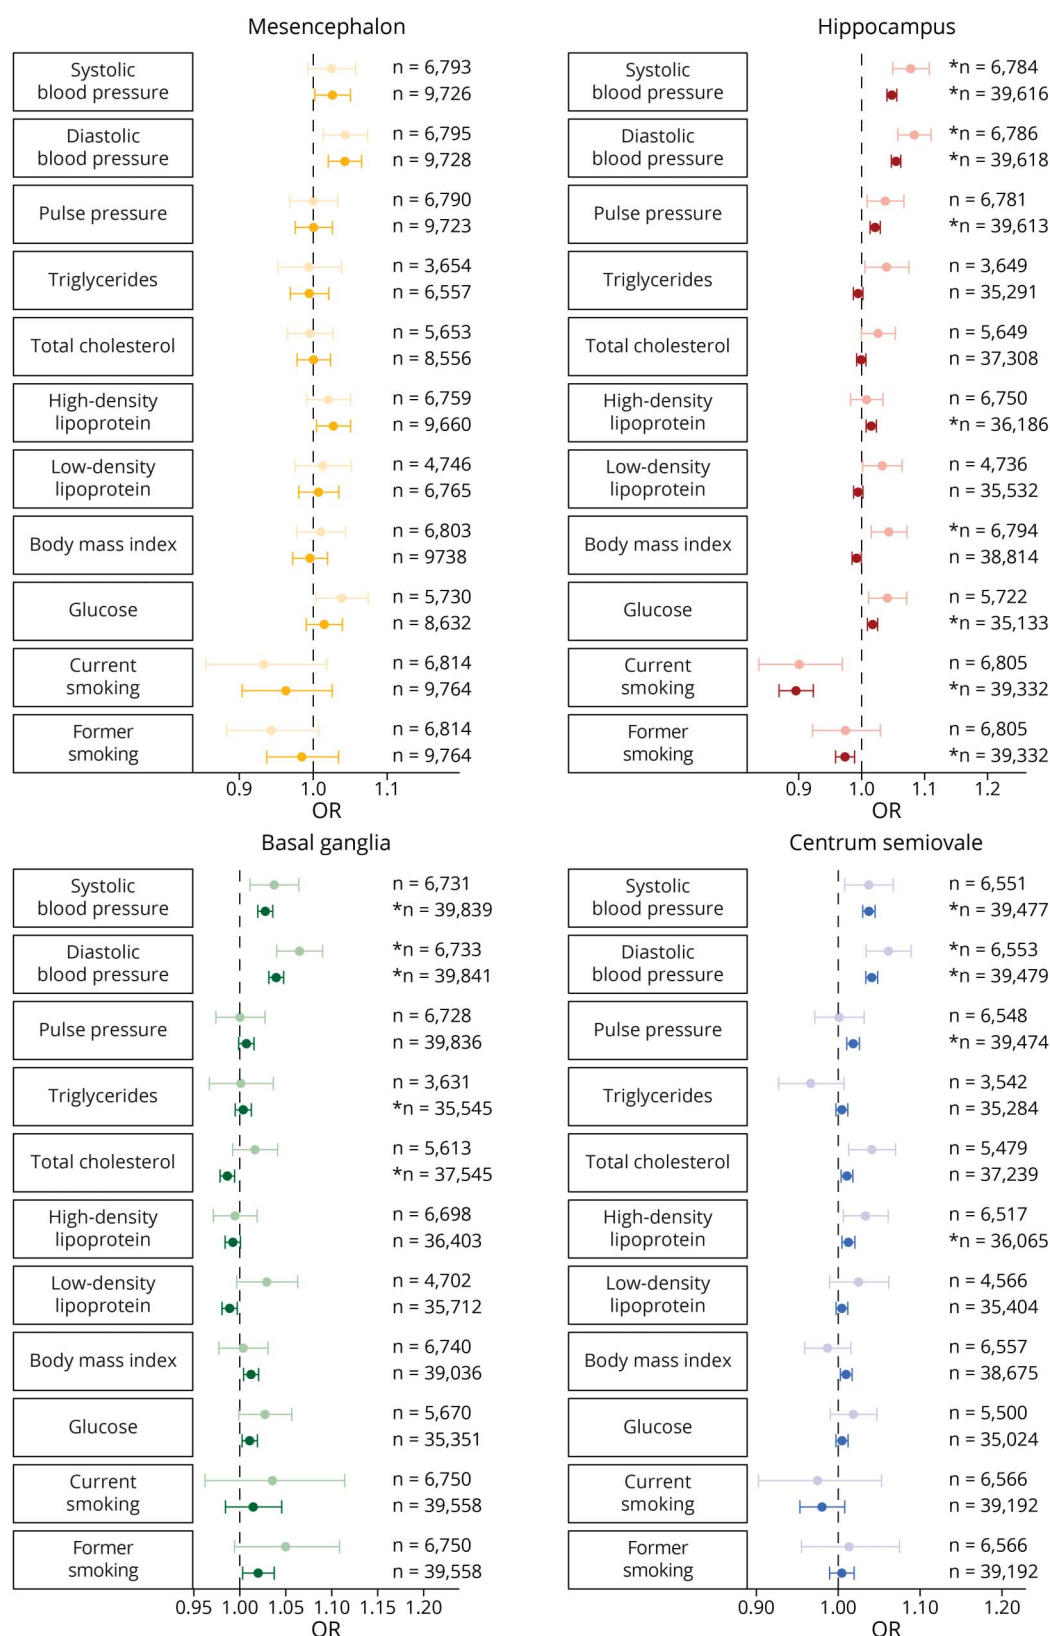 Mesencephalon
Systolic
blood pressure
n = 6,793
n = 9,726
Diastolic
blood pressure
n = 6,795
n = 9,728
Pulse pressure
n = 6,790
n = 9,723
Triglycerides
n = 3,654
n = 6,557
Total cholesterol
n = 5,653
n = 8,556
High-density
lipoprotein
n = 6,759
n = 9,660
Low-density
lipoprotein
n = 4,746
n = 6,765
Body mass index
n = 6,803
n = 9738
Glucose
n = 5,730
n = 8,632
Current
smoking
n = 6,814
n = 9,764
Former
smoking
n = 6,814
n = 9,764
0.9 1.0 1.1
OR
Hippocampus
Systolic
blood pressure
*n = 6,784
*n = 39,616
Diastolic
blood pressure
*n = 6,786
*n = 39,618
Pulse pressure
n = 6,781
*n = 39,613
Triglycerides
n = 3,649
n = 35,291
Total cholesterol
n = 5,649
n = 37,308
High-density
lipoprotein
n = 6,750
*n = 36,186
Low-density
lipoprotein
n = 4,736
n = 35,532
Body mass index
*n = 6,794
n = 38,814
Glucose
n = 5,722
*n = 35,133
Current
smoking
n = 6,805
*n = 39,332
Former
smoking
n = 6,805
*n = 39,332
0.9 1.0 1.1 1.2
OR
Basal ganglia
Systolic
blood pressure
n = 6,731
*n = 39,839
Diastolic
blood pressure
*n = 6,733
*n = 39,841
Pulse pressure
n = 6,728
n = 39,836
Triglycerides
n = 3,631
*n = 35,545
Total cholesterol
n = 5,613
*n = 37,545
High-density
lipoprotein
n = 6,698
n = 36,403
Low-density
lipoprotein
n = 4,702
n = 35,712
Body mass index
n = 6,740
n = 39,036
Glucose
n = 5,670
n = 35,351
Current
smoking
n = 6,750
n = 39,558
Former
smoking
n = 6,750
n = 39,558
0.95 1.00 1.05 1.10 1.15 1.20
OR
Centrum semiovale
Systolic
blood pressure
n = 6,551
*n = 39,477
Diastolic
blood pressure
*n = 6,553
*n = 39,479
Pulse pressure
n = 6,548
*n = 39,474
Triglycerides
n = 3,542
n = 35,284
Total cholesterol
n = 5,479
n = 37,239
High-density
lipoprotein
n = 6,517
*n = 36,065
Low-density
lipoprotein
n = 4,566
n = 35,404
Body mass index
n = 6,557
n = 38,675
Glucose
n = 5,500
n = 35,024
Current
smoking
n = 6,566
n = 39,192
Former
smoking
n = 6,566
n = 39,192
0.90 1.00 1.10 1.20
OR